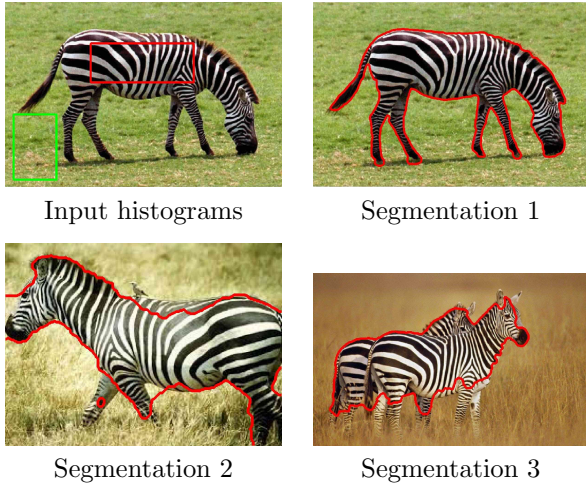 Input histograms
Segmentation 1
Segmentation 2
Segmentation 3